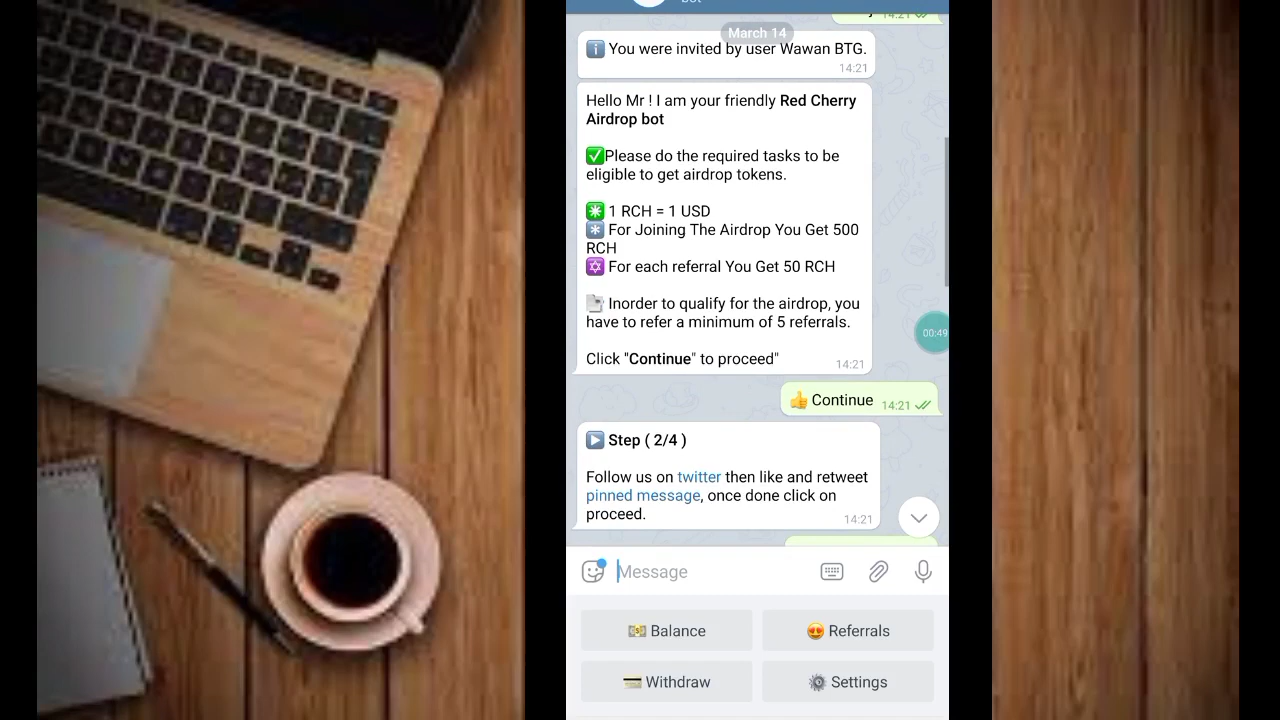 bot
14:21
March 14
You were invited by user Wawan BTG.
14:21
Hello Mr ! I am your friendly Red Cherry
Airdrop bot
Please do the required tasks to be
eligible to get airdrop tokens.
1 RCH = 1 USD
For Joining The Airdrop You Get 500
RCH
For each referral You Get 50 RCH
Inorder to qualify for the airdrop, you
have to refer a minimum of 5 referrals.
Click "Continue" to proceed"
14:21
00:49
Continue 14:21
Step ( 2/4 )
Follow us on twitter then like and retweet
pinned message, once done click on
proceed.
14:21
Message
Balance
Referrals
Withdraw
Settings